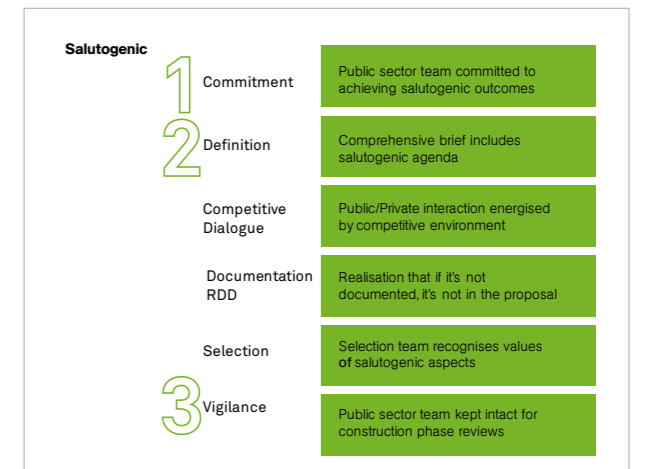 Salutogenic
1
Commitment
Public sector team committed to
achieving salutogenic outcomes
2
Definition
Comprehensive brief includes
salutogenic agenda
Competitive
Dialogue
Public/Private interaction energised
by competitive environment
Documentation
RDD
Realisation that if it's not
documented, it's not in the proposal
Selection
Selection team recognises values
of salutogenic aspects
3
Vigilance
Public sector team kept intact for
construction phase reviews